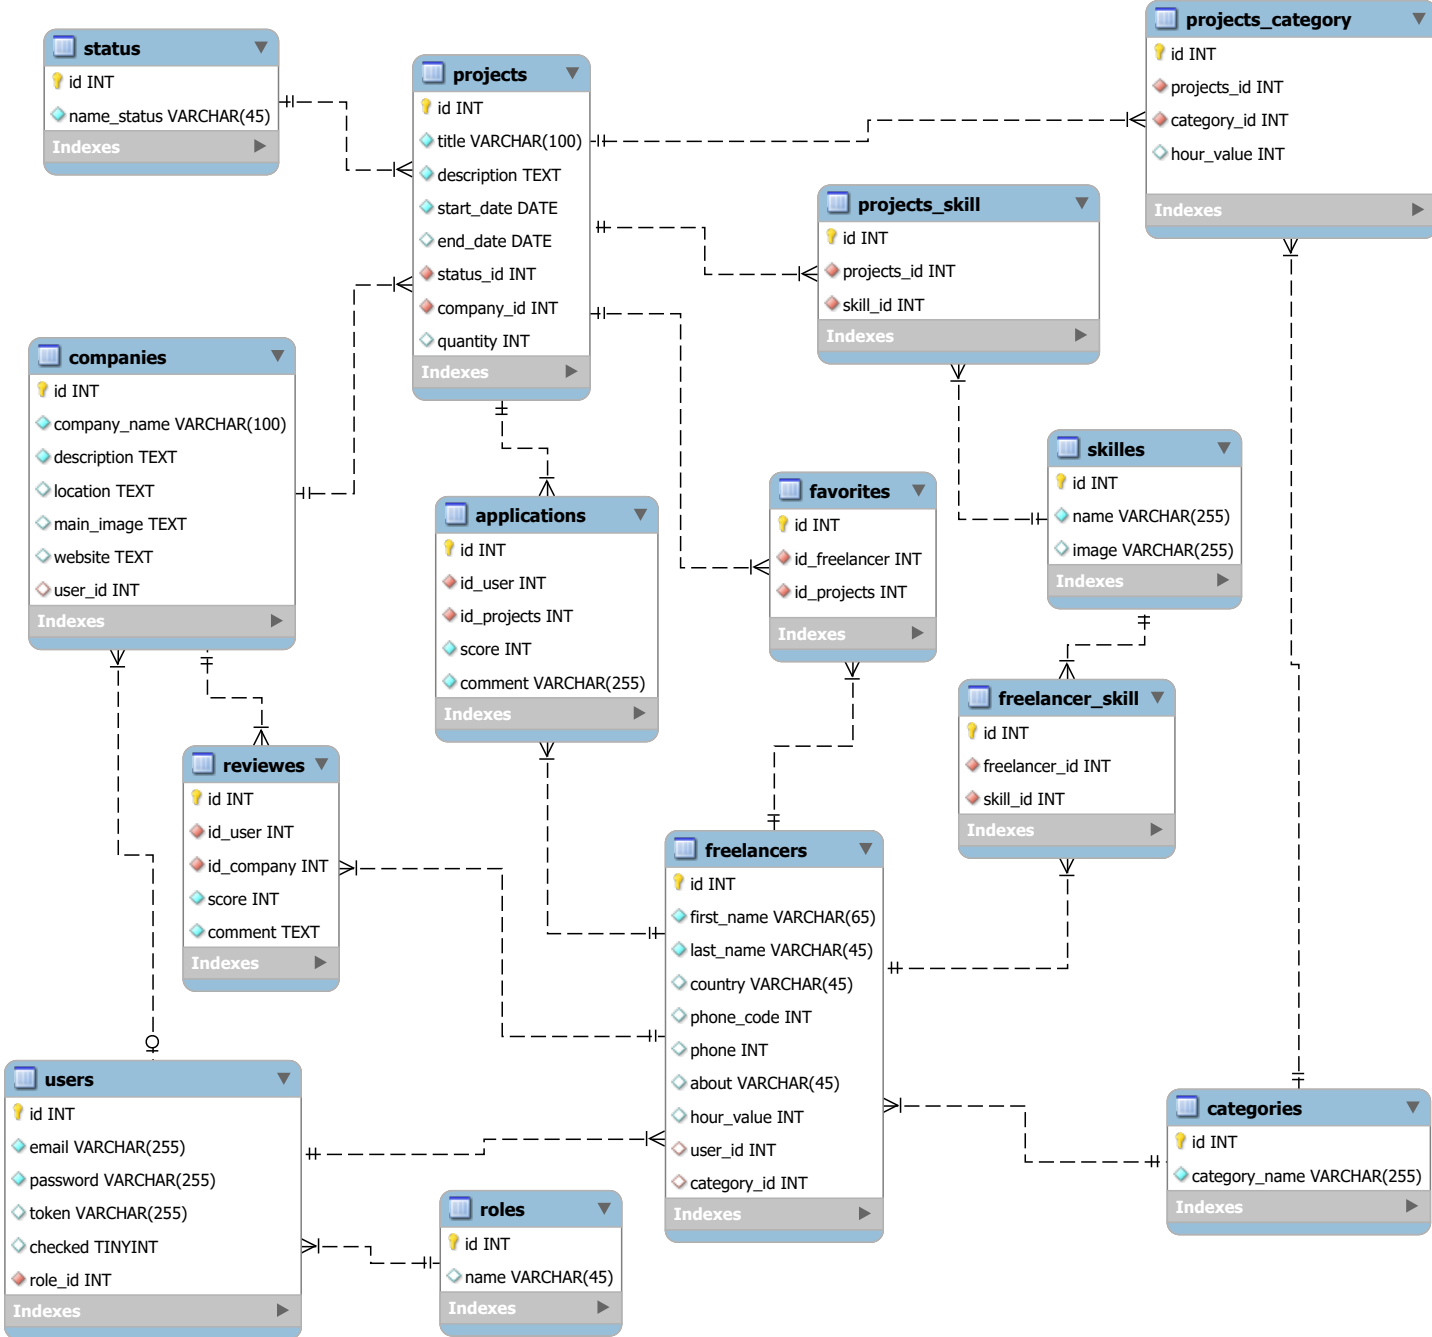 status
id INT
name_status VARCHAR(45)
Indexes
projects
id INT
title VARCHAR(100)
description TEXT
start_date DATE
end_date DATE
status_id INT
company_id INT
quantity INT
Indexes
projects_category
id INT
projects_id INT
category_id INT
hour_value INT
Indexes
projects_skill
id INT
projects_id INT
skill_id INT
Indexes
companies
id INT
company_name VARCHAR(100)
description TEXT
location TEXT
main_image TEXT
website TEXT
user_id INT
Indexes
applications
id INT
id_user INT
id_projects INT
score INT
comment VARCHAR(255)
Indexes
favorites
id INT
id_freelancer INT
id_projects INT
Indexes
skilles
id INT
name VARCHAR(255)
image VARCHAR(255)
Indexes
reviewes
id INT
id_user INT
id_company INT
score INT
comment TEXT
Indexes
freelancer_skill
id INT
freelancer_id INT
skill_id INT
Indexes
freelancers
id INT
first_name VARCHAR(65)
last_name VARCHAR(45)
country VARCHAR(45)
phone_code INT
phone INT
about VARCHAR(45)
hour_value INT
user_id INT
category_id INT
Indexes
users
id INT
email VARCHAR(255)
password VARCHAR(255)
token VARCHAR(255)
checked TINYINT
role_id INT
Indexes
roles
id INT
name VARCHAR(45)
Indexes
categories
id INT
category_name VARCHAR(255)
Indexes